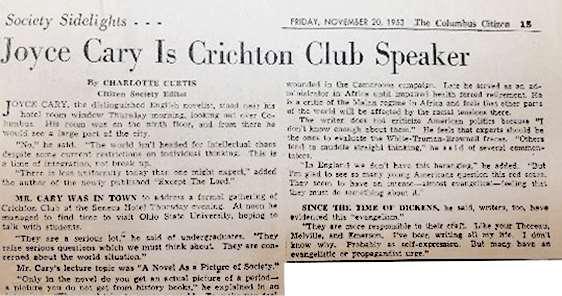 Society Sidelights - - -
FRIDAY, NOVEMBER 20, 1953 The Columbus Citizen 15
Joyce Cary Is Crichton Club Speaker
By CHARLOTTE CURTIS
Citizen Society Editor
JOYCE CARY, the distinguished English novelist, stood near his
hotel room window Thursday morning, looking out over Co-
lumbus. His room was on the ninth floor, and from there he
would see a large part of the city.
"No," he said. "The world isn't headed for intellectual chaos
despite some current restrictions on individual thinking. This is
a time of integration, not break up.
"There is less uniformity today than one might expect," added
the author of the newly published "Except The Lord."
MR. CARY WAS IN TOWN to address a formal gathering of
Crichton Club at the Seneca Hotel Thursday eve. At noon he
managed to find time to visit Ohio State University, hoping to
talk with students.
"They are a serious lot," he said of undergraduates. "They
raise serious questions which we must think about. They are con-
cerned about the world situation."
Mr. Cary's lecture topic was "A Novel As a Picture of Society."
"Only in the novel do you get an actual picture of a period—
a picture you do not get from history books," he explained in an
wounded in the Cameroons campaign. Late he served as an ad-
ministrator in Africa until impaired health forced retirement. He
is a critic of the Malan regime in Africa and feels that other parts
of the world will be affected by the racial tensions there.
The writer does not criticize American politics because "I
don't know enough about them." He feels that experts should be
the ones to evaluate the White-Truman-Brownell fracas. "Others
tend to muddle straight thinking," he said of several commen-
tators.
"In England we don't have this haranguing," he added. "But
I'm glad to see so many young Americans question this red scare.
They seem to have an intense—almost evangelical—feeling that
they must do something about it.
SINCE THE TIME OF DICKENS, he said, writers, too, have
evidenced this "evangelism."
"They are more responsible to their craft. Like your Thoreau,
Melville, and Emerson. I've been writing all my life. I don't
know why. Probably as self-expression. But many have an
evangelistic or propagandist urge."